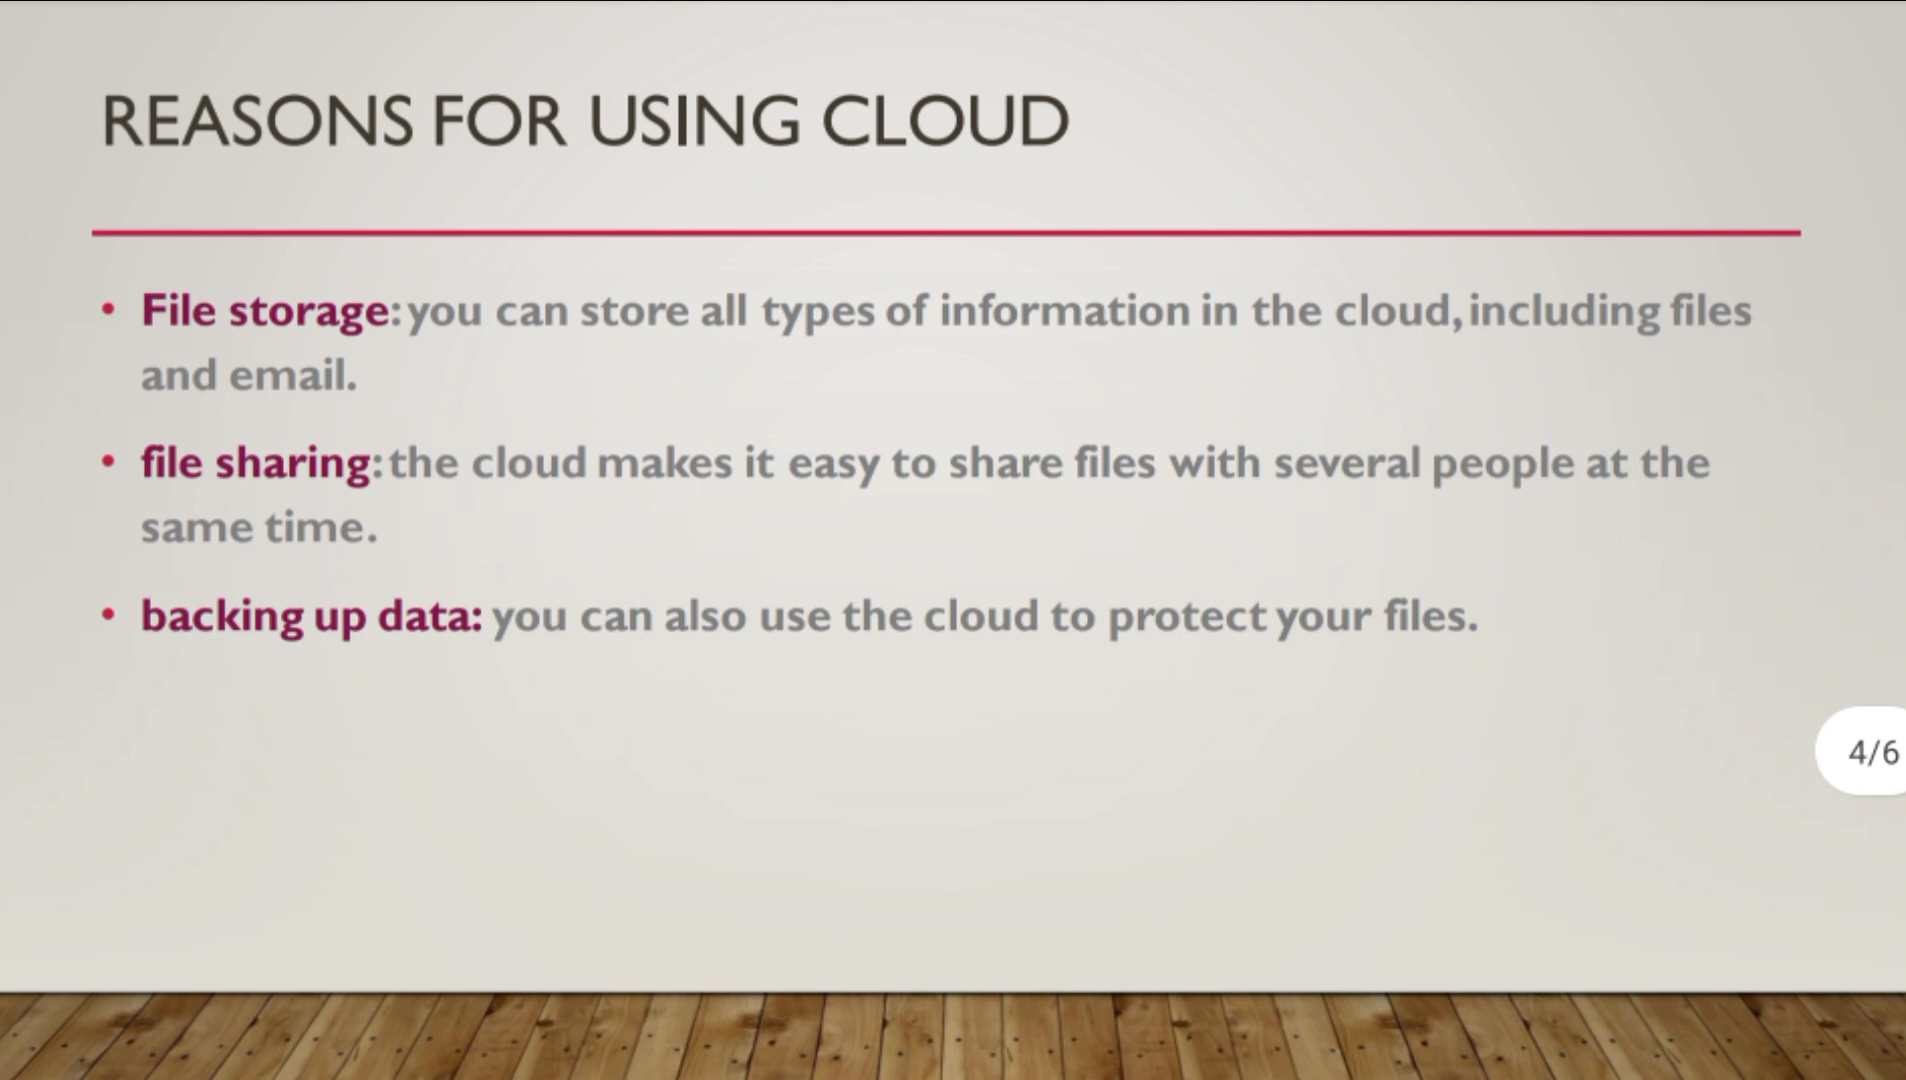 REASONS FOR USING CLOUD
• File storage: you can store all types of information in the cloud, including files
and email.
• file sharing: the cloud makes it easy to share files with several people at the
same time.
• backing up data: you can also use the cloud to protect your files.
4/6